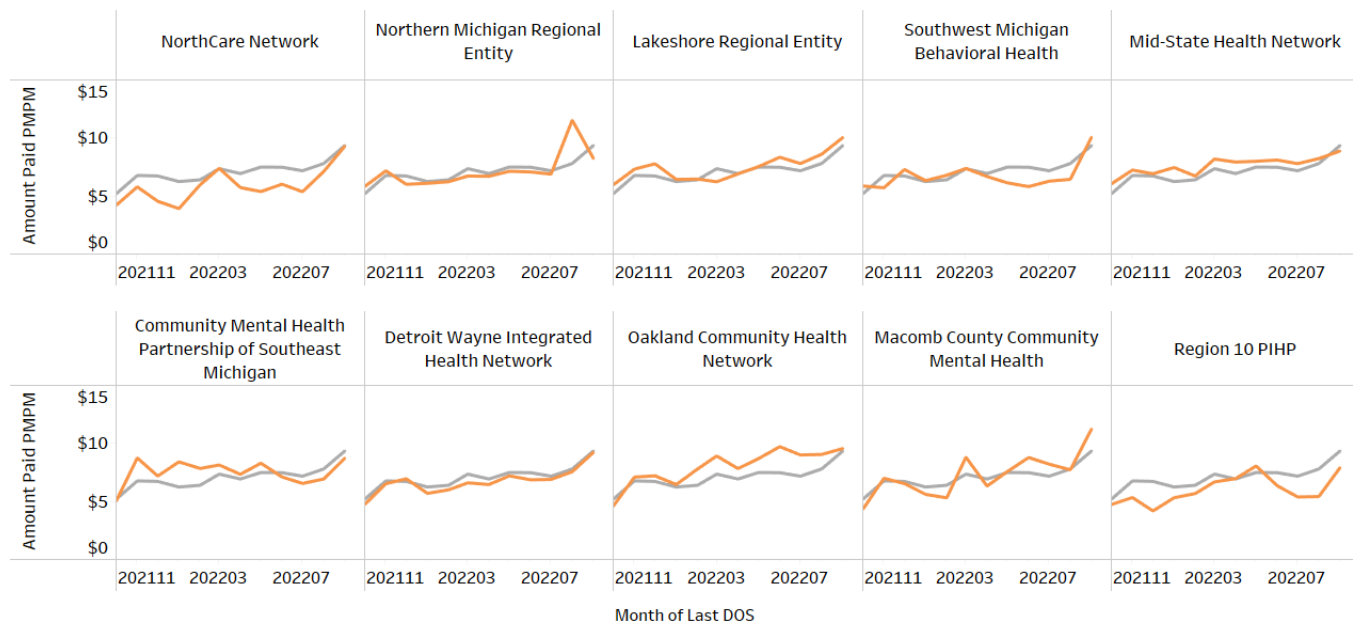 NorthCare Network
Northern Michigan Regional
Entity
Lakeshore Regional Entity
Southwest Michigan
Behavioral Health
Mid-State Health Network
Amount Paid PMPM
$15
$10
$5
$0
202111 202203 202207
202111 202203 202207
202111 202203 202207
202111 202203 202207
202111 202203 202207
Community Mental Health
Partnership of Southeast
Michigan
Detroit Wayne Integrated
Health Network
Oakland Community Health
Network
Macomb County Community
Mental Health
Region 10 PIHP
Amount Paid PMPM
$15
$10
$5
$0
202111 202203 202207
202111 202203 202207
202111 202203 202207
202111 202203 202207
202111 202203 202207
Month of Last DOS